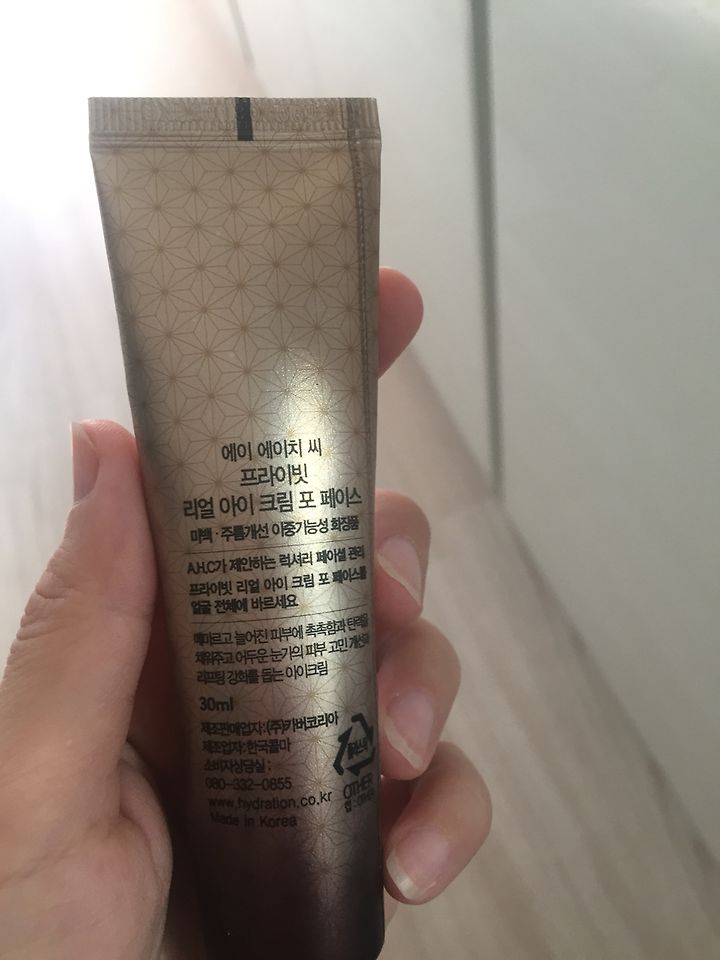 에이 에이치 씨
프라이빗
리얼 아이 크림 포 페이스
미백·주름개선 이중기능성 화장품
A.H.C가 제안하는 럭셔리 페이셜 관리
프라이빗 리얼 아이 크림 포 페이스를
얼굴 전체에 바르세요
메마르고 늘어진 피부에 촉촉함과 탄력을
채워주고 어두운 눈가의 피부 고민 개선과
리프팅 강화를 돕는 아이크림
30ml
제조판매업자:(주)카버코리아
제조업자:한국콜마
소비자상담실:
080-332-0855
www.hydration.co.kr
Made in Korea
OTHER
캡:OTHER